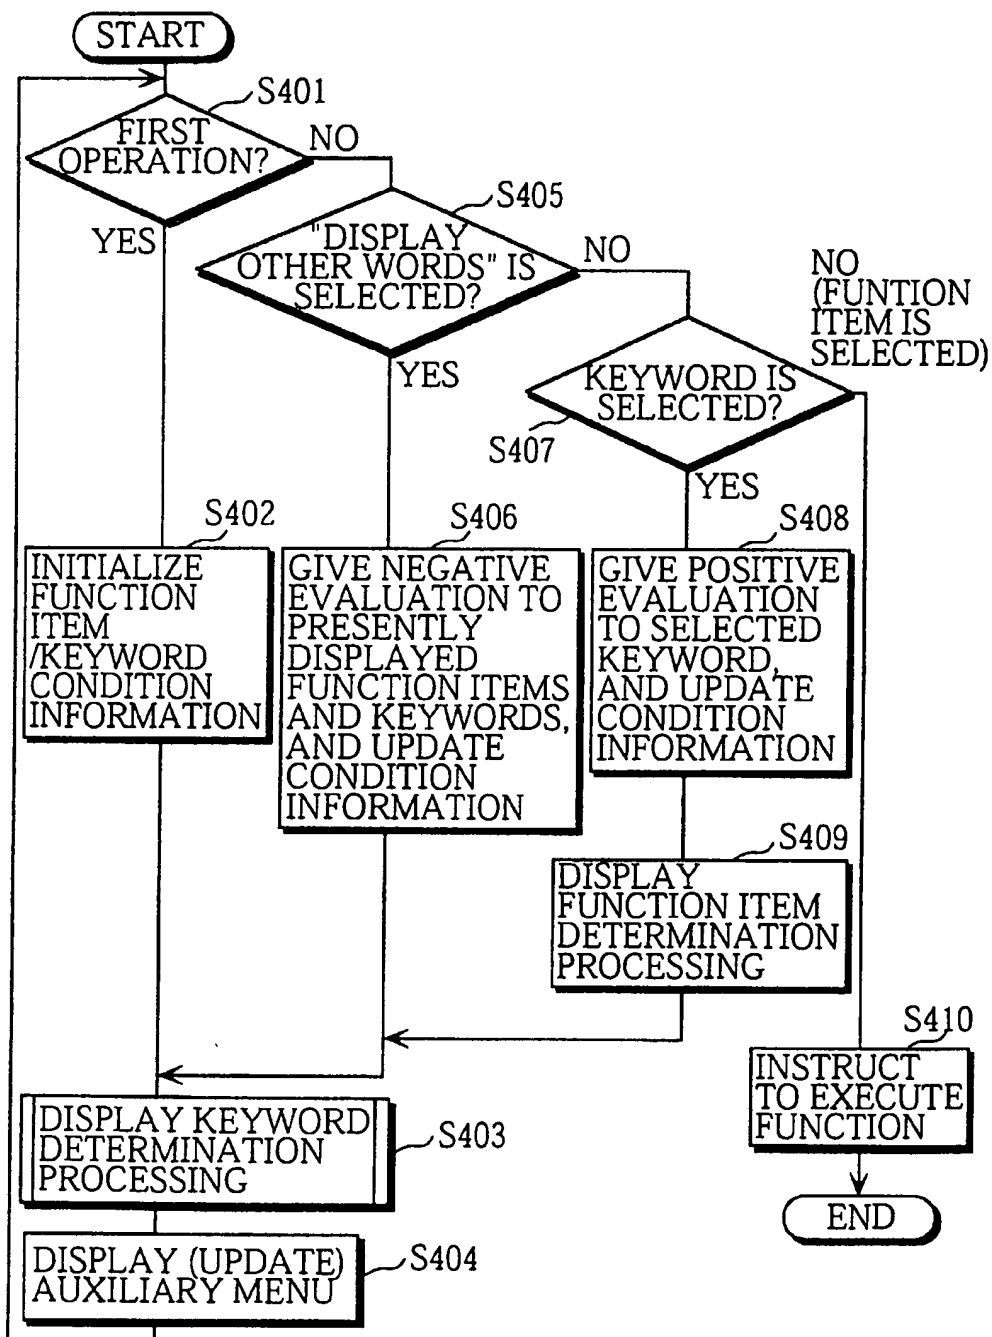 START
S401
FIRST
OPERATION?
NO
YES
S405
"DISPLAY
OTHER WORDS" IS
SELECTED?
NO
YES
NO
(FUNTION
ITEM IS
SELECTED)
KEYWORD IS
SELECTED?
S407
YES
S402
INITIALIZE
FUNCTION
ITEM
/KEYWORD
CONDITION
INFORMATION
S406
GIVE NEGATIVE
EVALUATION TO
PRESENTLY
DISPLAYED
FUNCTION ITEMS
AND KEYWORDS,
AND UPDATE
CONDITION
INFORMATION
S408
GIVE POSITIVE
EVALUATION
TO SELECTED
KEYWORD,
AND UPDATE
CONDITION
INFORMATION
S409
DISPLAY
FUNCTION ITEM
DETERMINATION
PROCESSING
S410
INSTRUCT
TO EXECUTE
FUNCTION
DISPLAY KEYWORD
DETERMINATION
PROCESSING
S403
END
DISPLAY (UPDATE)
AUXILIARY MENU
S404